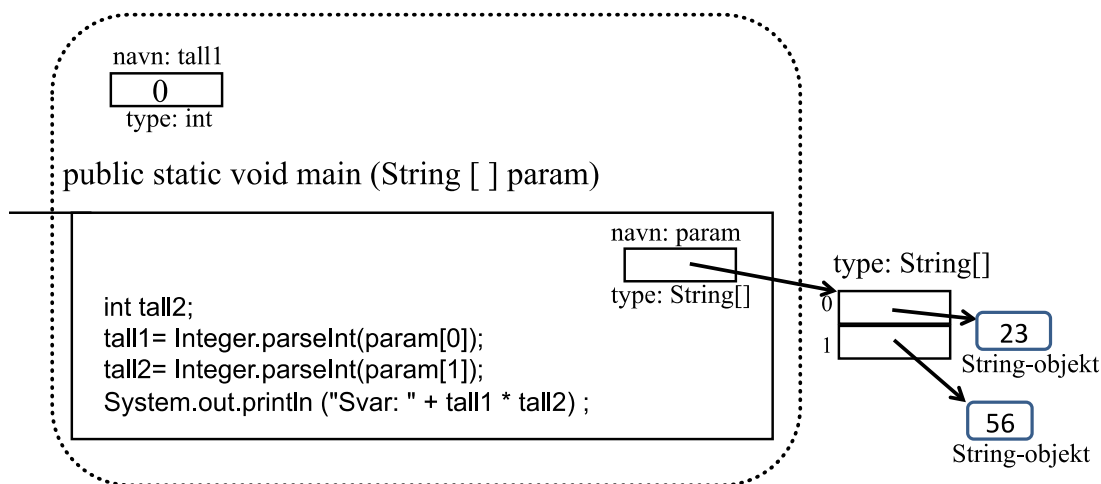 navn: tall1
0
type: int
public static void main (String [ ] param)
navn: param
type: String[]
type: String[]
0
1
23
String-objekt
56
String-objekt
int tall2;
tall1= Integer.parseInt(param[0]);
tall2= Integer.parseInt(param[1]);
System.out.println ("Svar: " + tall1 * tall2) ;